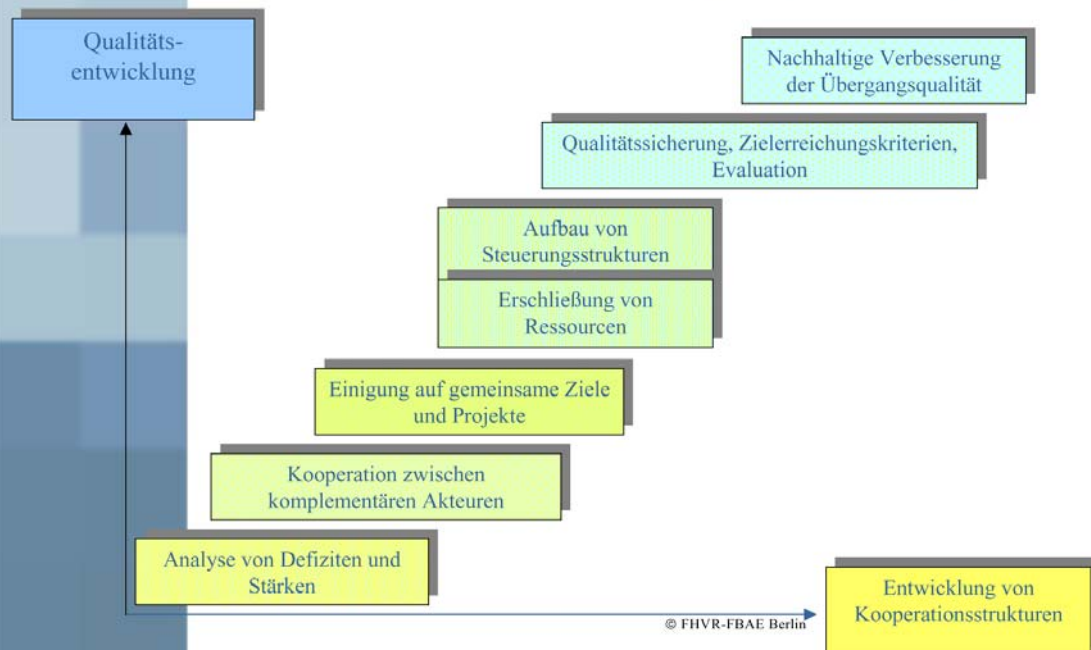 Qualitäts-
entwicklung
Nachhaltige Verbesserung
der Übergangsqualität
Qualitätssicherung, Zielerreichungskriterien,
Evaluation
Aufbau von
Steuerungsstrukturen
Erschließung von
Ressourcen
Einigung auf gemeinsame Ziele
und Projekte
Kooperation zwischen
komplementären Akteuren
Analyse von Defiziten und
Stärken
Entwicklung von
Kooperationsstrukturen
© FHVR-FBAE Berlin